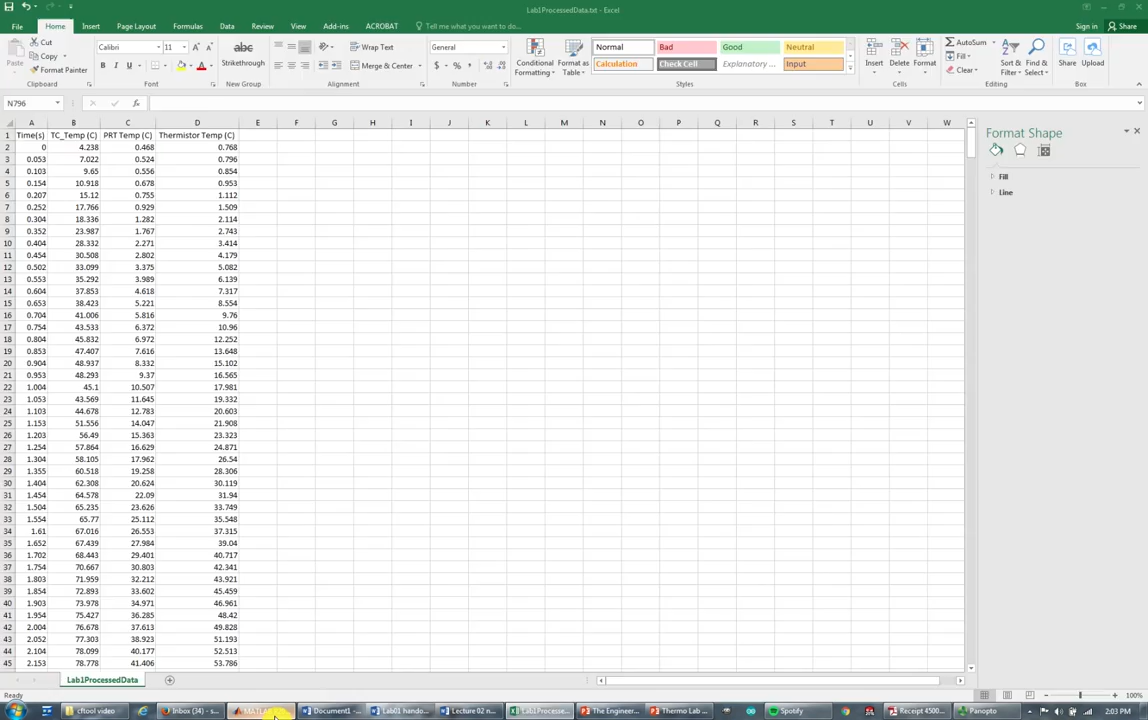 Lab1ProcessedData.txt - Excel
File Home Insert Page Layout Formulas Data Review View Add-ins ACROBAT Tell me what you want to do... Sign in Share
Cut
Copy
Format Painter
Paste
Calibri 11
B I U
abc
Strikethrough
Wrap Text
Merge & Center
General
$ % ,
Conditional Formatting
Format as Table
Normal Bad Good Neutral
Calculation Check Cell Explanatory ... Input
Insert Delete Format
AutoSum
Fill
Clear
Sort & Filter
Find & Select
Share Upload
Clipboard Font New Group Alignment Number Styles Cells Editing
N796 fx
A B C D E F G H I J K L M N O P Q R S T U V W
1 Time(s) TC_Temp (C) PRT Temp (C) Thermistor Temp (C)
2 0 4.238 0.468 0.768
3 0.053 7.022 0.524 0.796
4 0.103 9.65 0.556 0.854
5 0.154 10.918 0.678 0.953
6 0.207 15.12 0.755 1.112
7 0.252 17.766 0.929 1.509
8 0.304 18.336 1.282 2.114
9 0.352 23.987 1.767 2.743
10 0.404 28.332 2.271 3.414
11 0.454 30.508 2.802 4.179
12 0.502 33.099 3.375 5.082
13 0.553 35.292 3.989 6.139
14 0.604 37.853 4.618 7.317
15 0.653 38.423 5.221 8.554
16 0.704 41.006 5.816 9.76
17 0.754 43.533 6.372 10.96
18 0.804 45.832 6.972 12.252
19 0.853 47.407 7.616 13.648
20 0.904 48.937 8.332 15.102
21 0.953 48.293 9.37 16.565
22 1.004 45.1 10.507 17.981
23 1.053 43.569 11.645 19.332
24 1.103 44.678 12.783 20.603
25 1.153 51.556 14.047 21.908
26 1.203 56.49 15.363 23.323
27 1.254 57.864 16.629 24.871
28 1.304 58.105 17.962 26.54
29 1.355 60.518 19.258 28.306
30 1.404 62.308 20.624 30.119
31 1.454 64.578 22.09 31.94
32 1.504 65.235 23.626 33.749
33 1.554 65.77 25.112 35.548
34 1.61 67.016 26.553 37.315
35 1.652 67.439 27.984 39.04
36 1.702 68.443 29.401 40.717
37 1.754 70.667 30.803 42.341
38 1.803 71.959 32.212 43.921
39 1.854 72.893 33.602 45.459
40 1.903 73.978 34.971 46.961
41 1.954 75.427 36.285 48.42
42 2.004 76.678 37.613 49.828
43 2.052 77.303 38.923 51.193
44 2.104 78.099 40.177 52.513
45 2.153 78.778 41.406 53.786
Format Shape
Fill
Line
Lab1ProcessedData
Ready 100%
cftool video Inbox (34) - s... MATLAB Document1 -... Lab01 hando... Lecture 02 n... Lab1Processe... The Engineer... Thermo Lab ... Spotify Receipt 4500... Panopto 2:03 PM